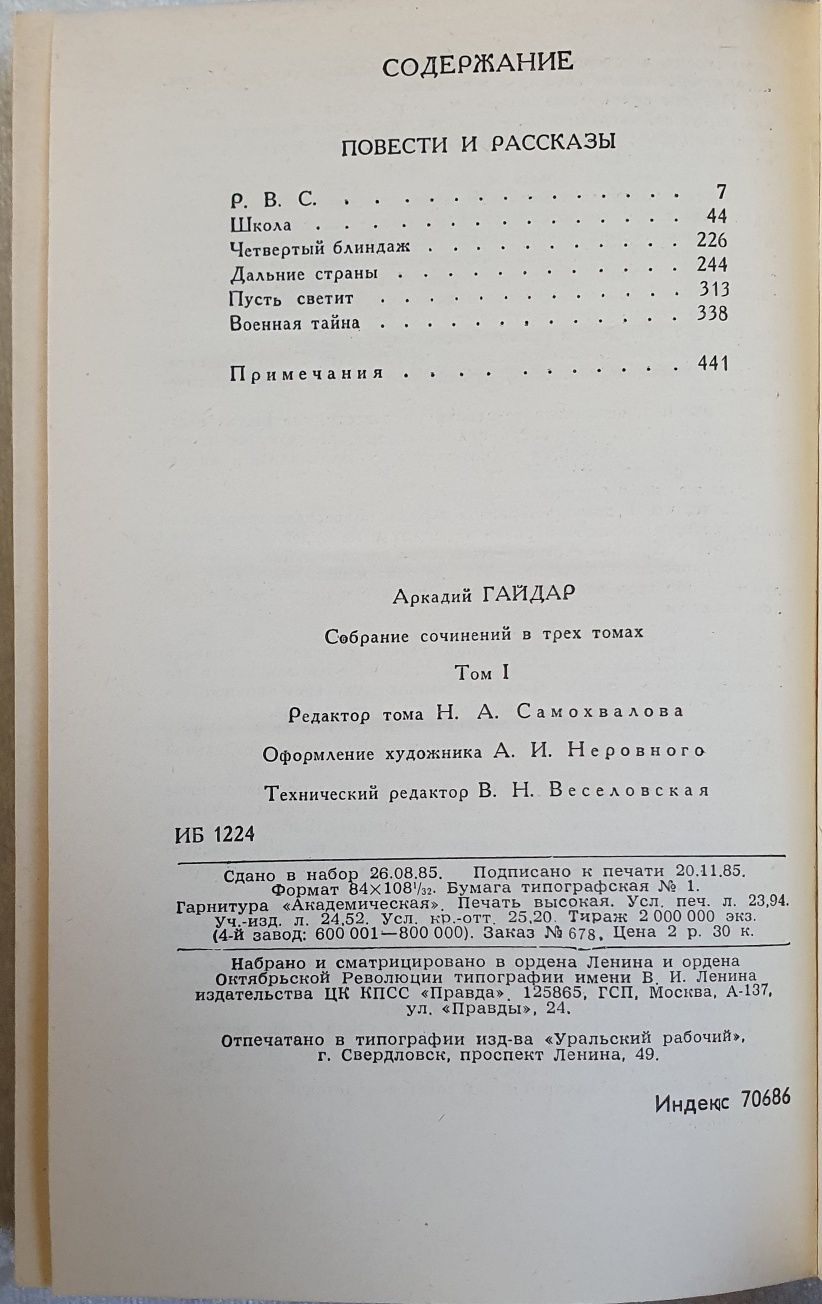 СОДЕРЖАНИЕ
ПОВЕСТИ И РАССКАЗЫ
Р. В. С. . . . . . . . . . . . . . . 7
Школа . . . . . . . . . . . . . . . 44
Четвертый блиндаж . . . . . . . . . . 226
Дальние страны . . . . . . . . . . . 244
Пусть светит . . . . . . . . . . . . 313
Военная тайна . . . . . . . . . . . 338
Примечания . . . . . . . . . . . 441
Аркадий ГАЙДАР
Собрание сочинений в трех томах
Том I
Редактор тома Н. А. Самохвалова
Оформление художника А. И. Неровного
Технический редактор В. Н. Веселовская
ИБ 1224
Сдано в набор 26.08.85. Подписано к печати 20.11.85.
Формат 84×108¹/₃₂. Бумага типографская № 1.
Гарнитура «Академическая». Печать высокая. Усл. печ. л. 23,94.
Уч.-изд. л. 24,52. Усл. кр.-отт. 25,20. Тираж 2 000 000 экз.
(4-й завод: 600 001—800 000). Заказ № 678. Цена 2 р. 30 к.
Набрано и сматрицировано в ордена Ленина и ордена
Октябрьской Революции типографии имени В. И. Ленина
издательства ЦК КПСС «Правда». 125865, ГСП, Москва, А-137,
ул. «Правды», 24.
Отпечатано в типографии изд-ва «Уральский рабочий»,
г. Свердловск, проспект Ленина, 49.
Индекс 70686